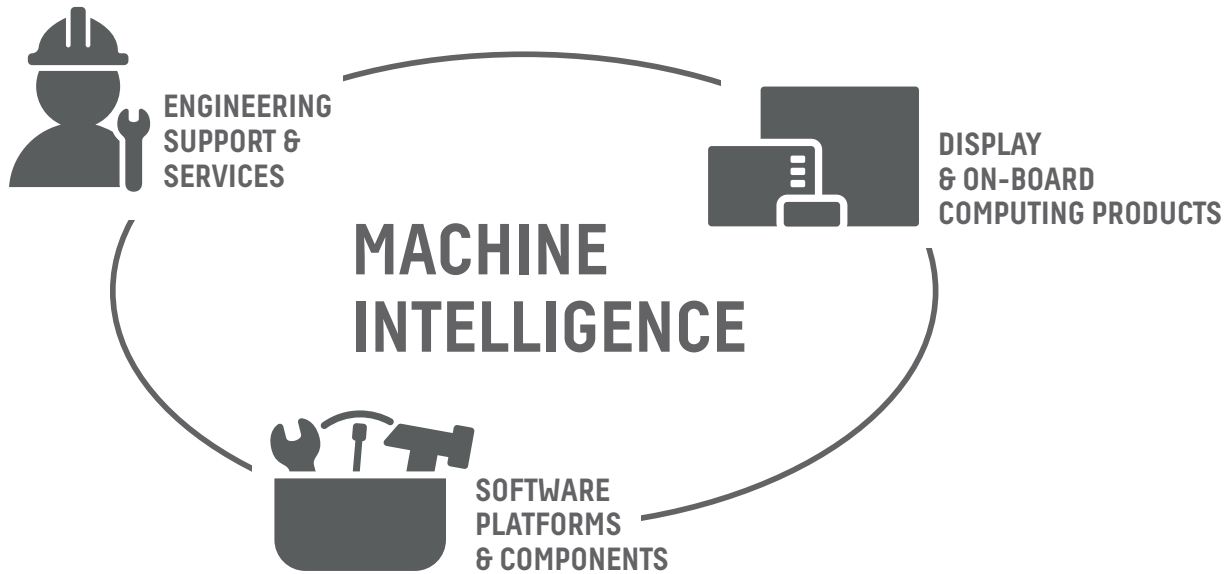 ENGINEERING
SUPPORT &
SERVICES
DISPLAY
& ON-BOARD
COMPUTING PRODUCTS
MACHINE
INTELLIGENCE
SOFTWARE
PLATFORMS
& COMPONENTS